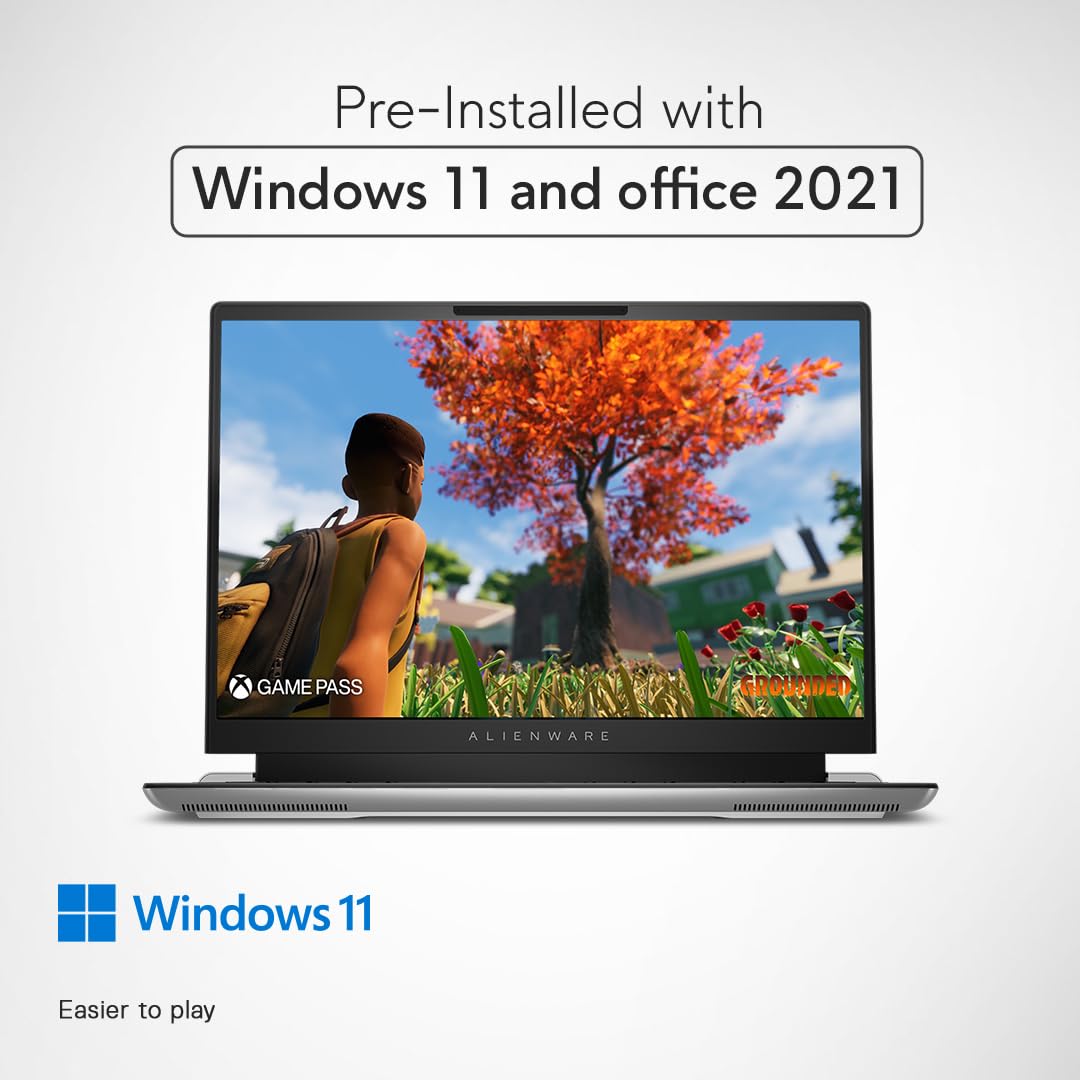 Pre-Installed with
Windows 11 and office 2021
GAME PASS
GROUNDED
ALIENWARE
Windows 11
Easier to play